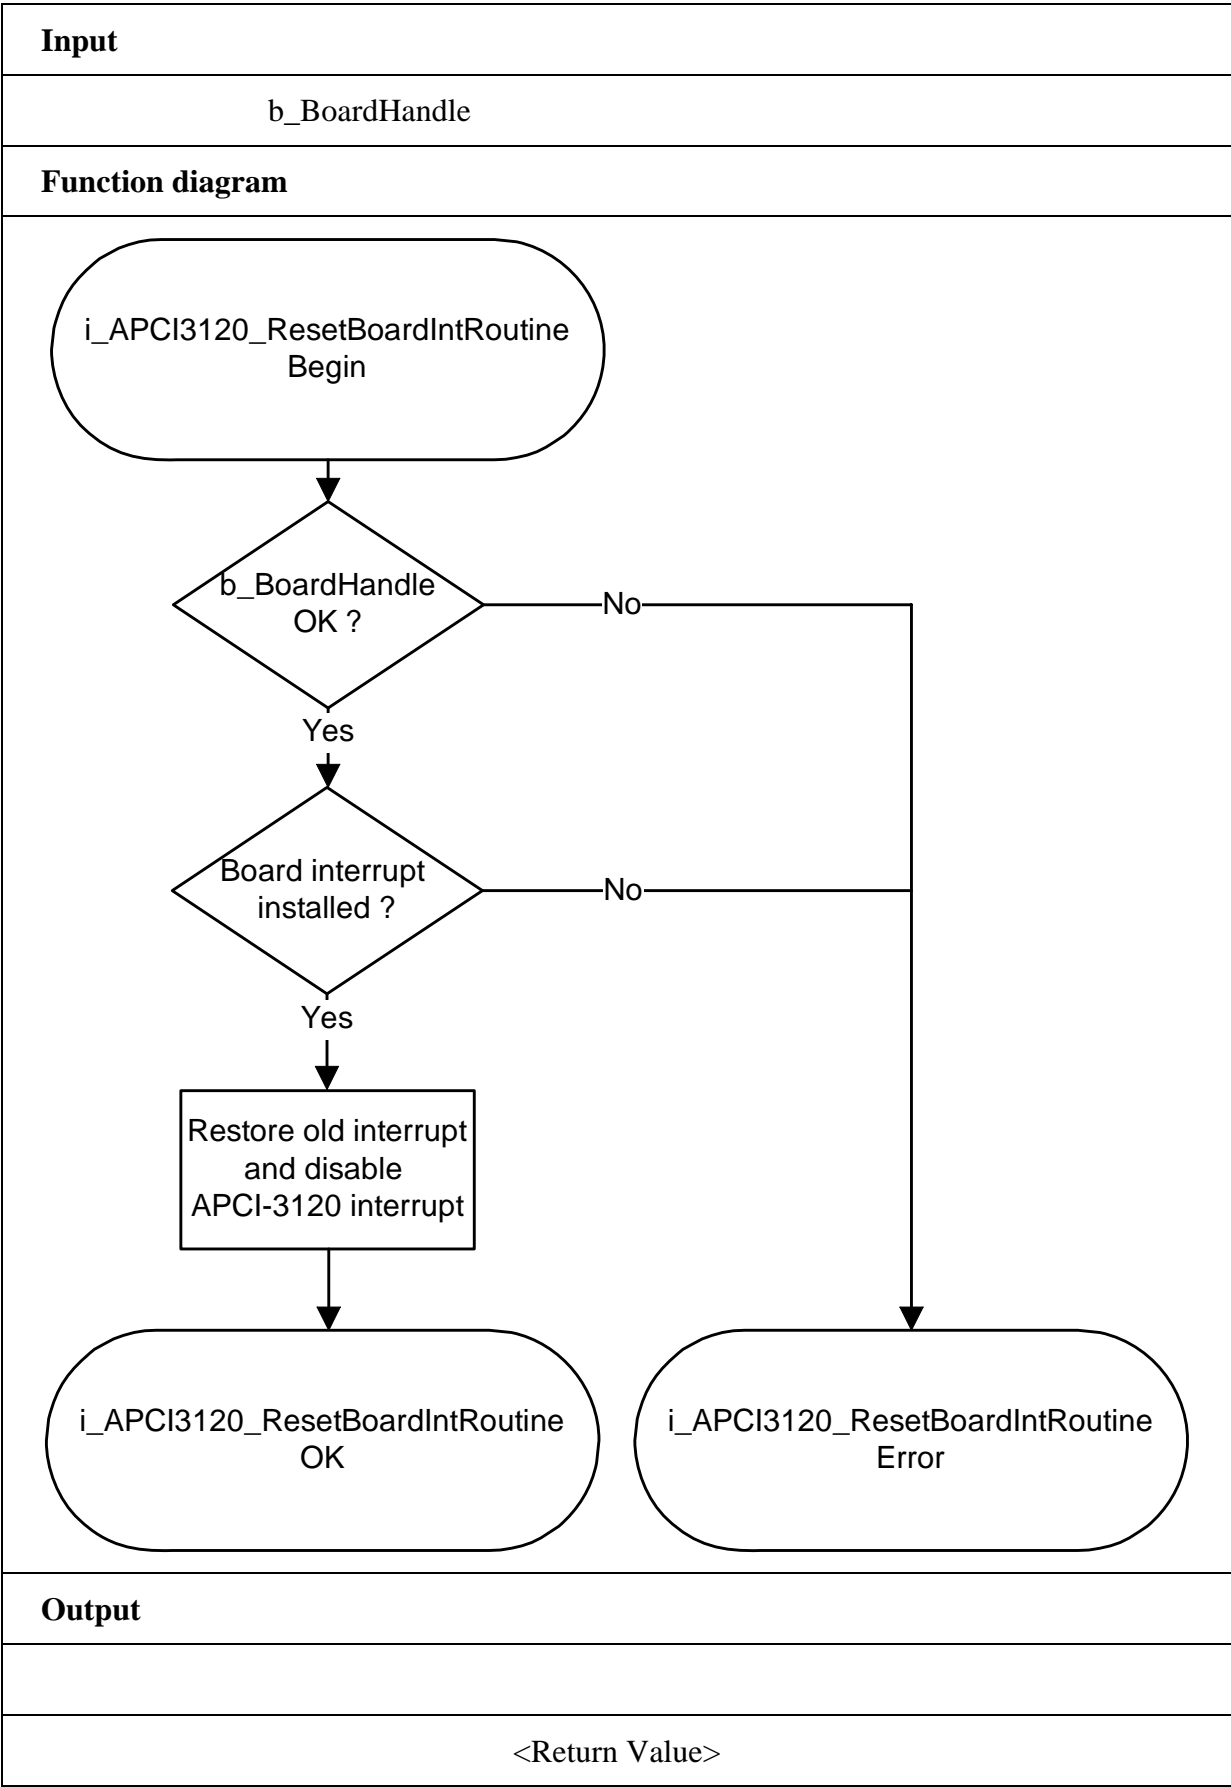 Input
b_BoardHandle
Function diagram
i_APCI3120_ResetBoardIntRoutine
Begin
b_BoardHandle
OK ?
No
Yes
Board interrupt
installed ?
No
Yes
Restore old interrupt
and disable
APCI-3120 interrupt
i_APCI3120_ResetBoardIntRoutine
OK
i_APCI3120_ResetBoardIntRoutine
Error
Output
<Return Value>